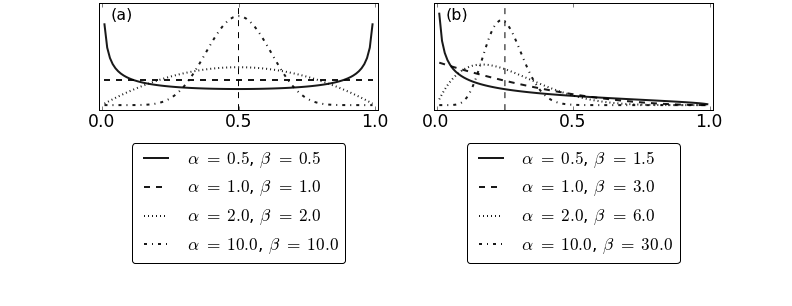 (a)
0.0 0.5 1.0
α = 0.5, β = 0.5
α = 1.0, β = 1.0
α = 2.0, β = 2.0
α = 10.0, β = 10.0
(b)
0.0 0.5 1.0
α = 0.5, β = 1.5
α = 1.0, β = 3.0
α = 2.0, β = 6.0
α = 10.0, β = 30.0